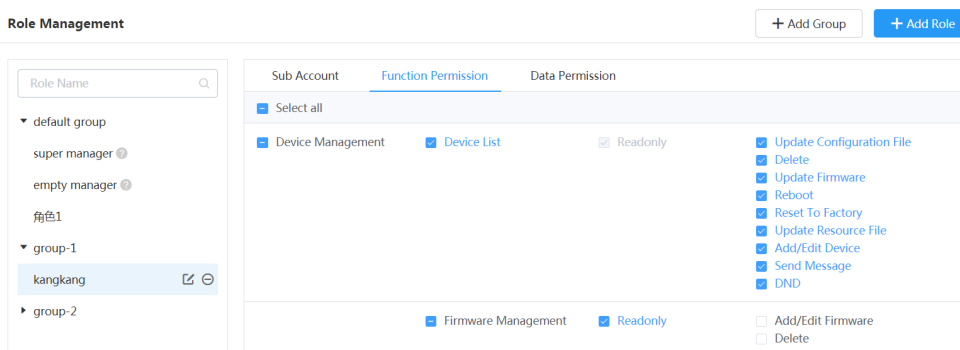 Role Management
+ Add Group
+ Add Role
Role Name
default group
super manager ?
empty manager ?
角色1
group-1
kangkang
group-2
Sub Account Function Permission Data Permission
Select all
Device Management Device List Readonly Update Configuration File
Delete
Update Firmware
Reboot
Reset To Factory
Update Resource File
Add/Edit Device
Send Message
DND
Firmware Management Readonly Add/Edit Firmware
Delete